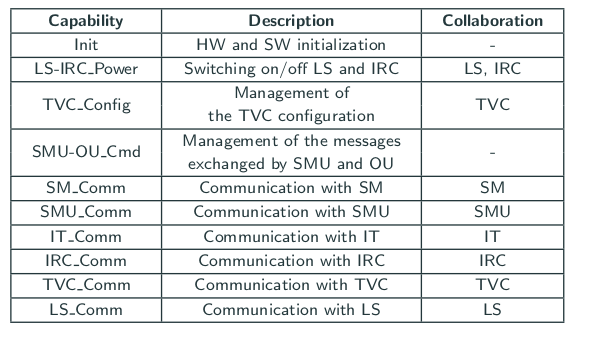 Capability Description Collaboration
Init HW and SW initialization -
LS-IRC_Power Switching on/off LS and IRC LS, IRC
TVC_Config Management of the TVC configuration TVC
SMU-OU_Cmd Management of the messages exchanged by SMU and OU -
SM_Comm Communication with SM SM
SMU_Comm Communication with SMU SMU
IT_Comm Communication with IT IT
IRC_Comm Communication with IRC IRC
TVC_Comm Communication with TVC TVC
LS_Comm Communication with LS LS